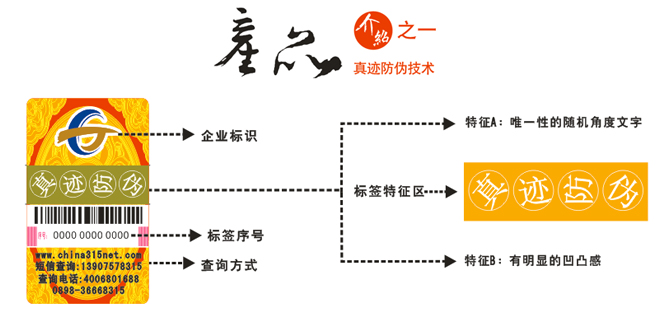 産品
介紹
之一
真迹防伪技术
企业标识
特征A：唯一性的随机角度文字
真迹防伪
标签特征区
真迹防伪
0000 0000 0000
标签序号
www.china315net.com
短信查询:13907578315
查询方式
查询电话:4006801688
0898-36668315
特征B：有明显的凹凸感